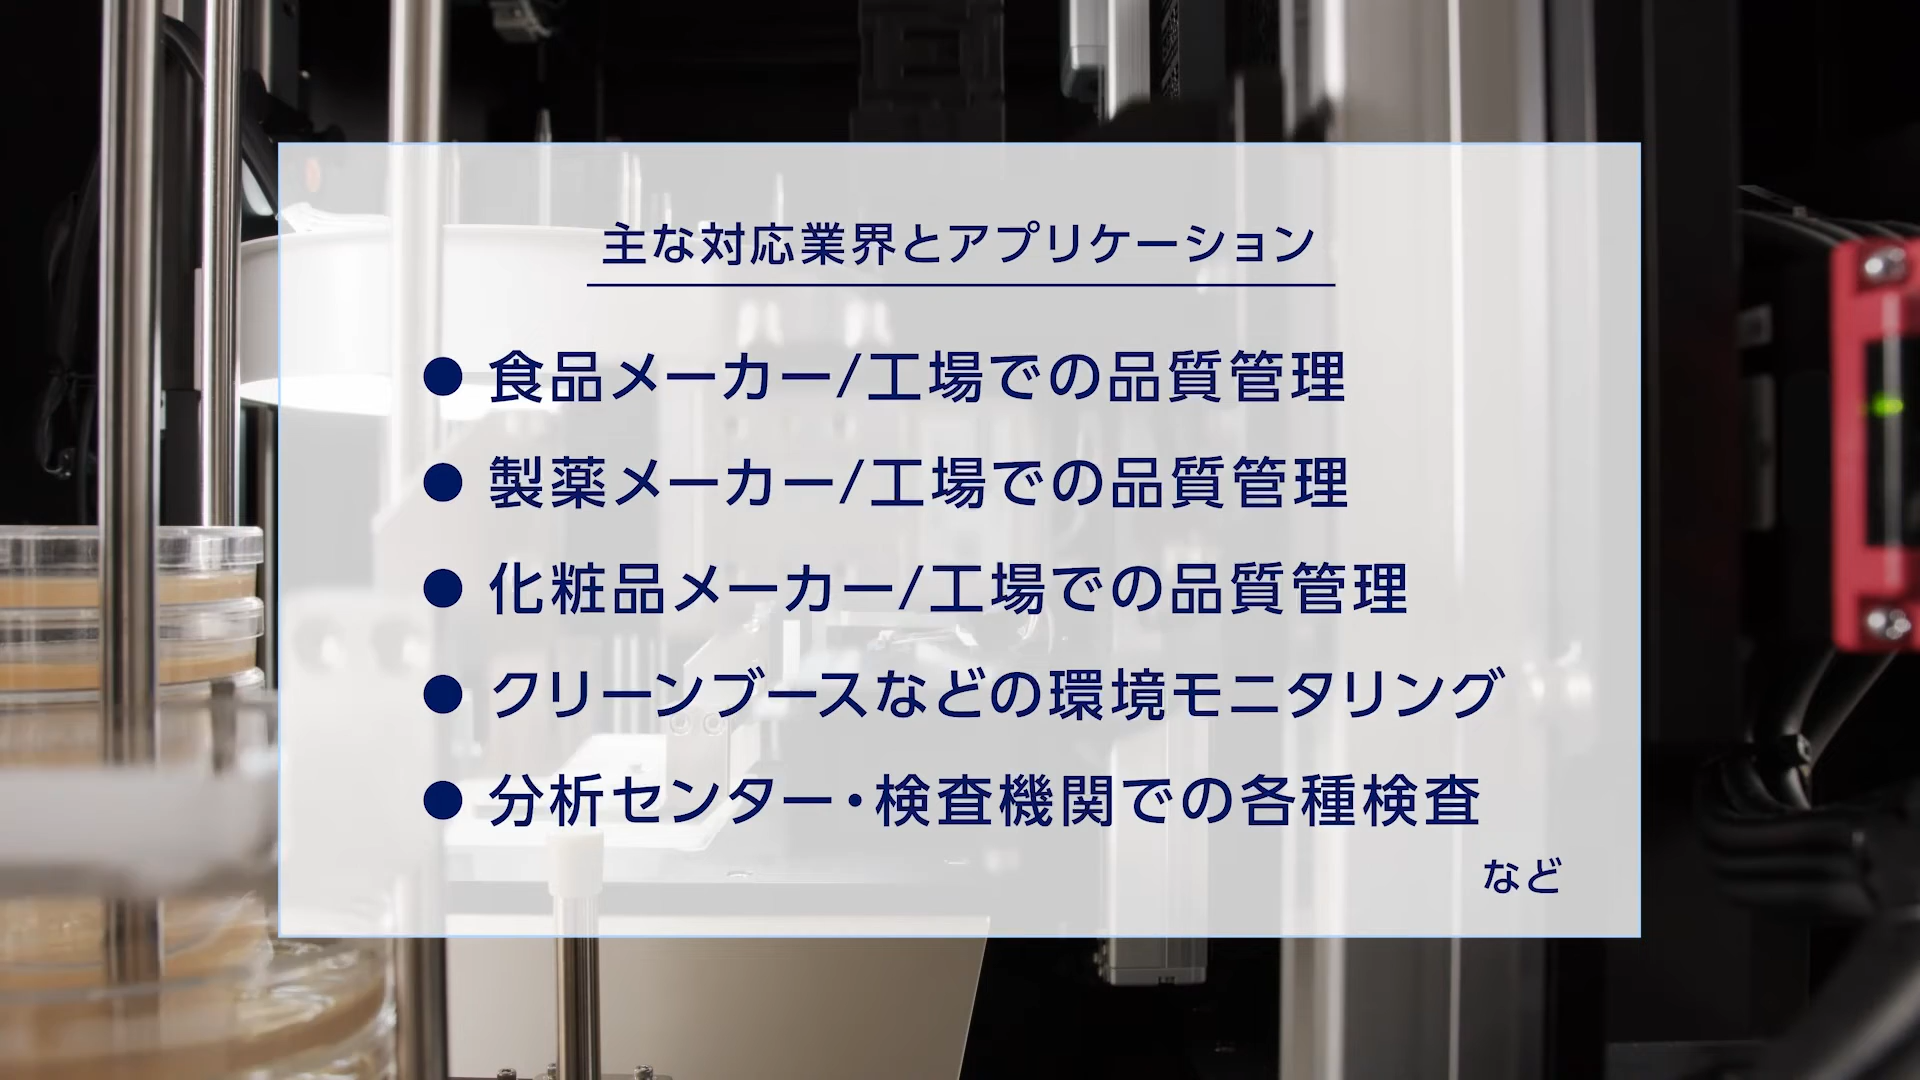 主な対応業界とアプリケーション
● 食品メーカー/工場での品質管理
● 製薬メーカー/工場での品質管理
● 化粧品メーカー/工場での品質管理
● クリーンブースなどの環境モニタリング
● 分析センター・検査機関での各種検査
など